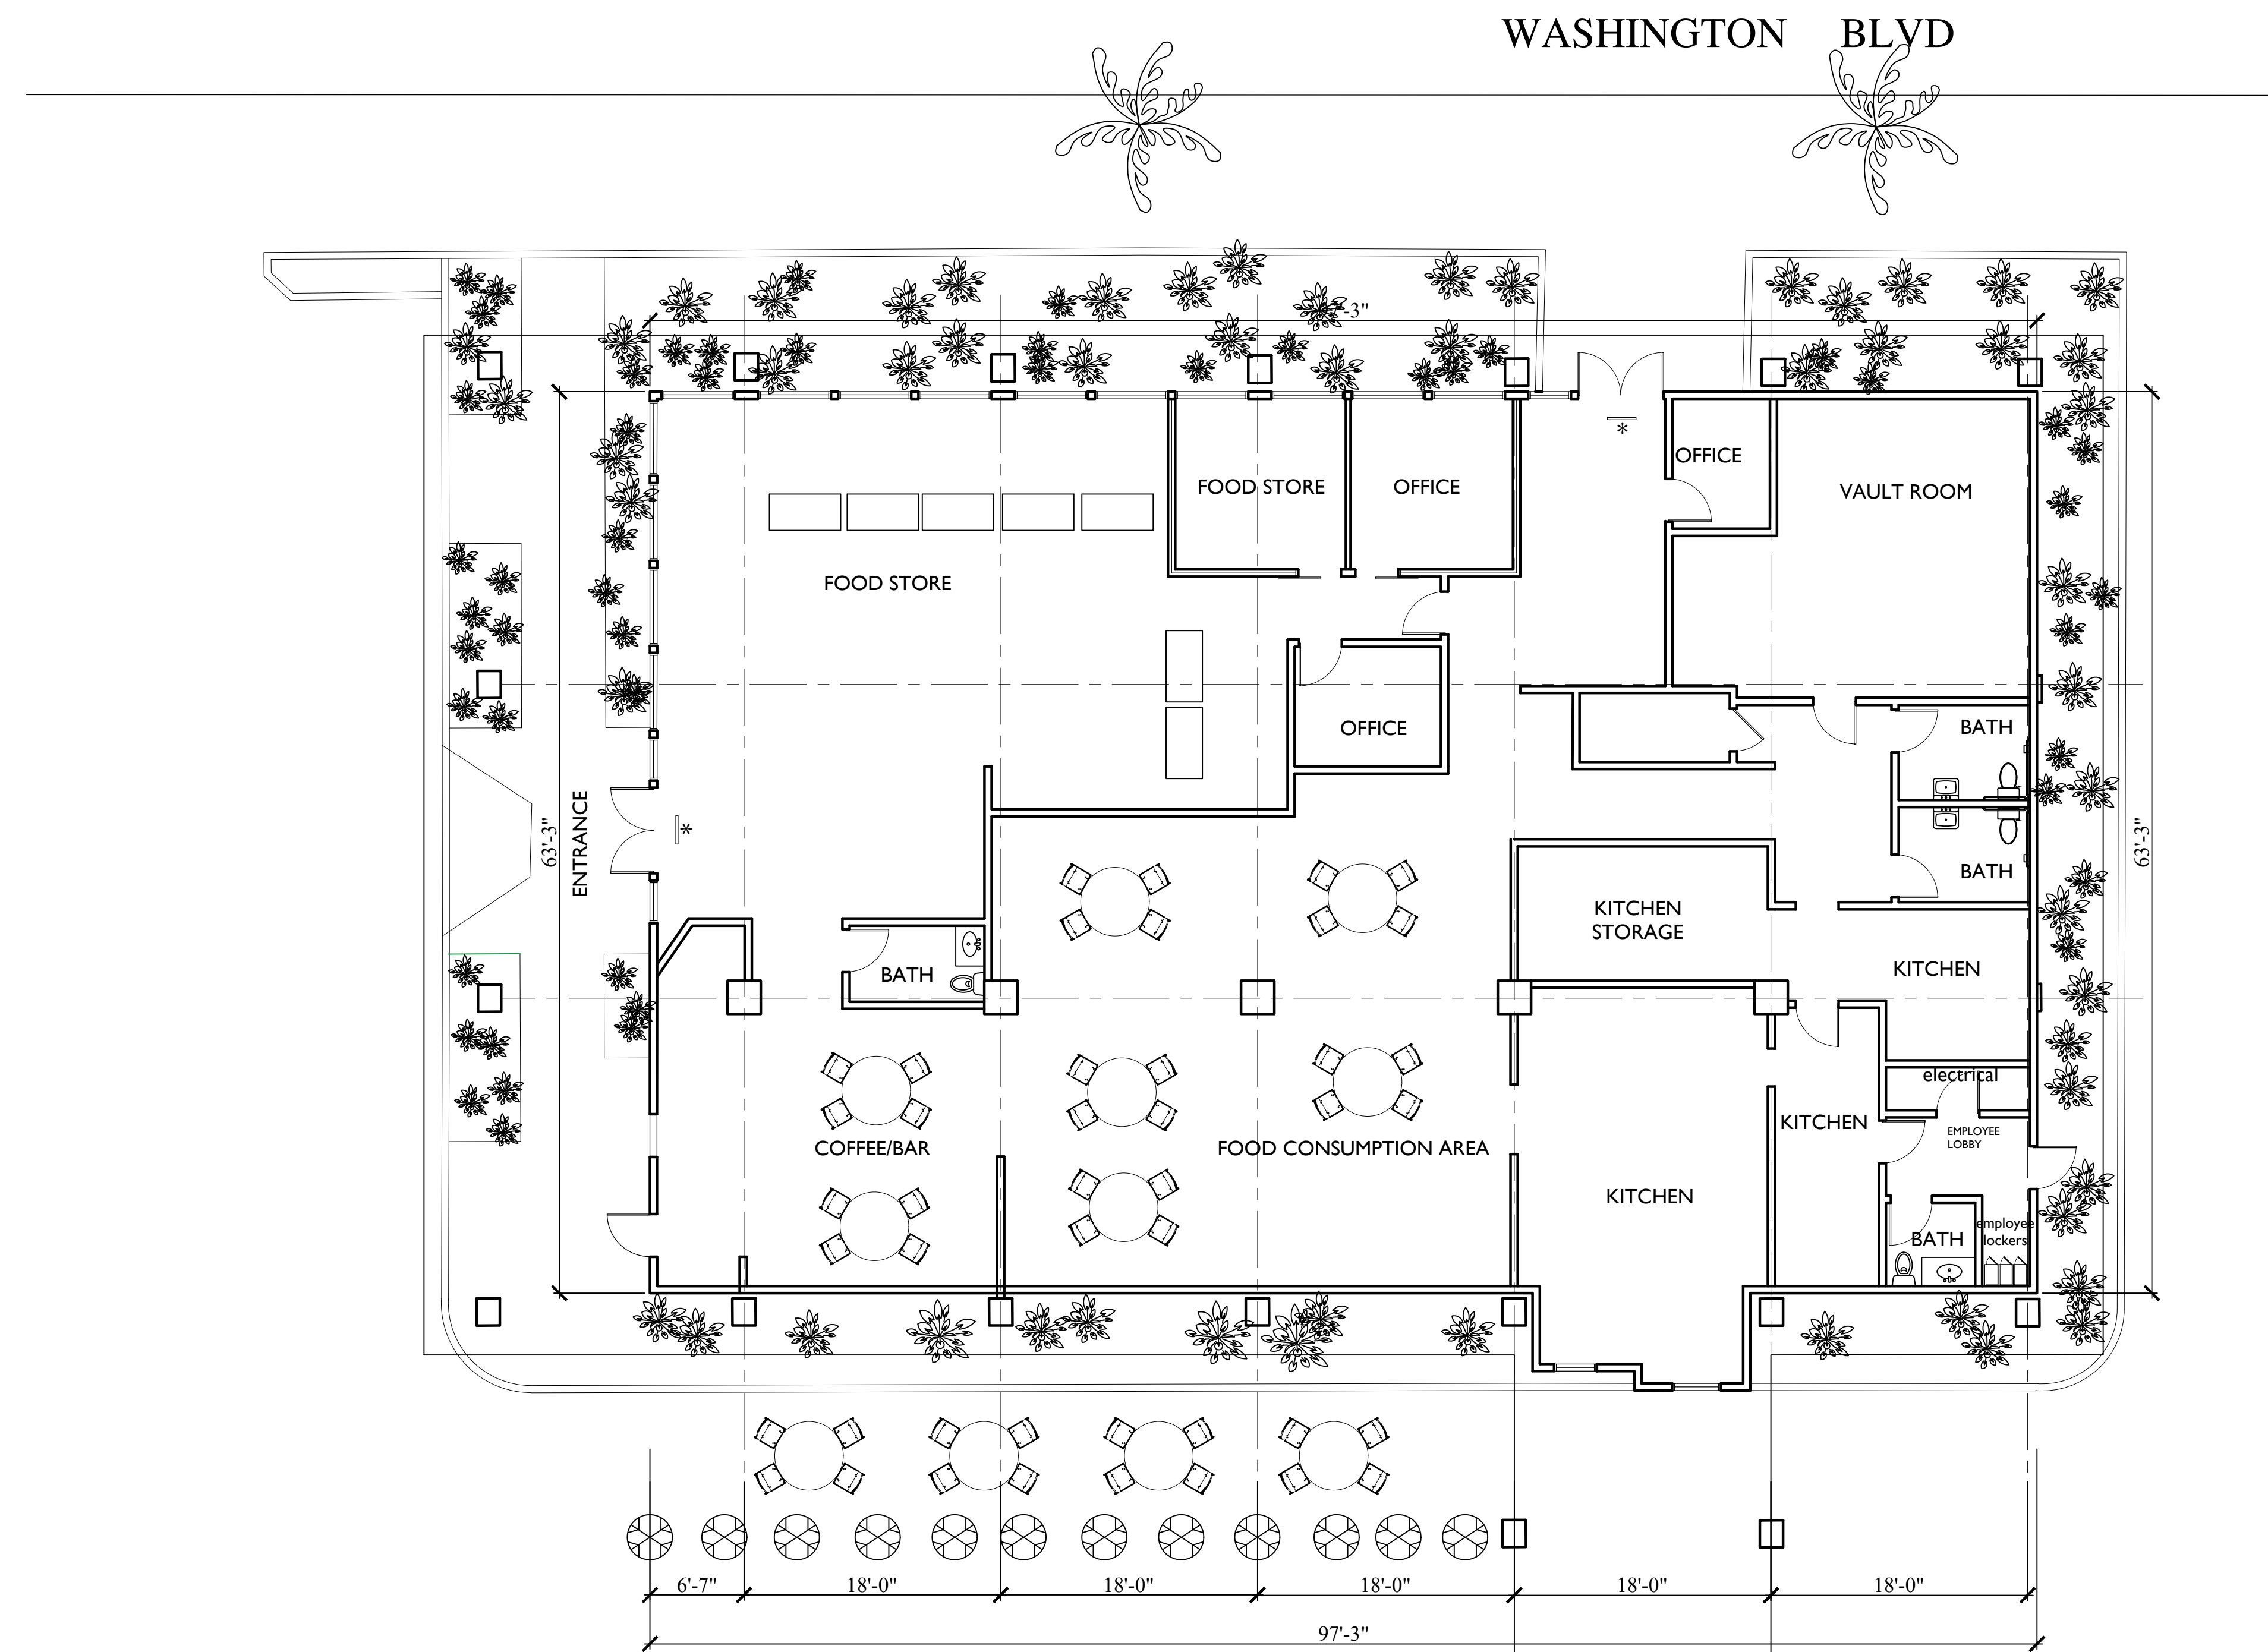 WASHINGTON BLVD
'-3"
OFFICE
FOOD STORE
OFFICE
VAULT ROOM
*
FOOD STORE
OFFICE
BATH
ENTRANCE
63'-3"
*
63'-3"
BATH
KITCHEN
STORAGE
BATH
KITCHEN
electrical
KITCHEN
EMPLOYEE
LOBBY
COFFEE/BAR
FOOD CONSUMPTION AREA
KITCHEN
employee
lockers
BATH
6'-7"
18'-0"
18'-0"
18'-0"
18'-0"
18'-0"
97'-3"